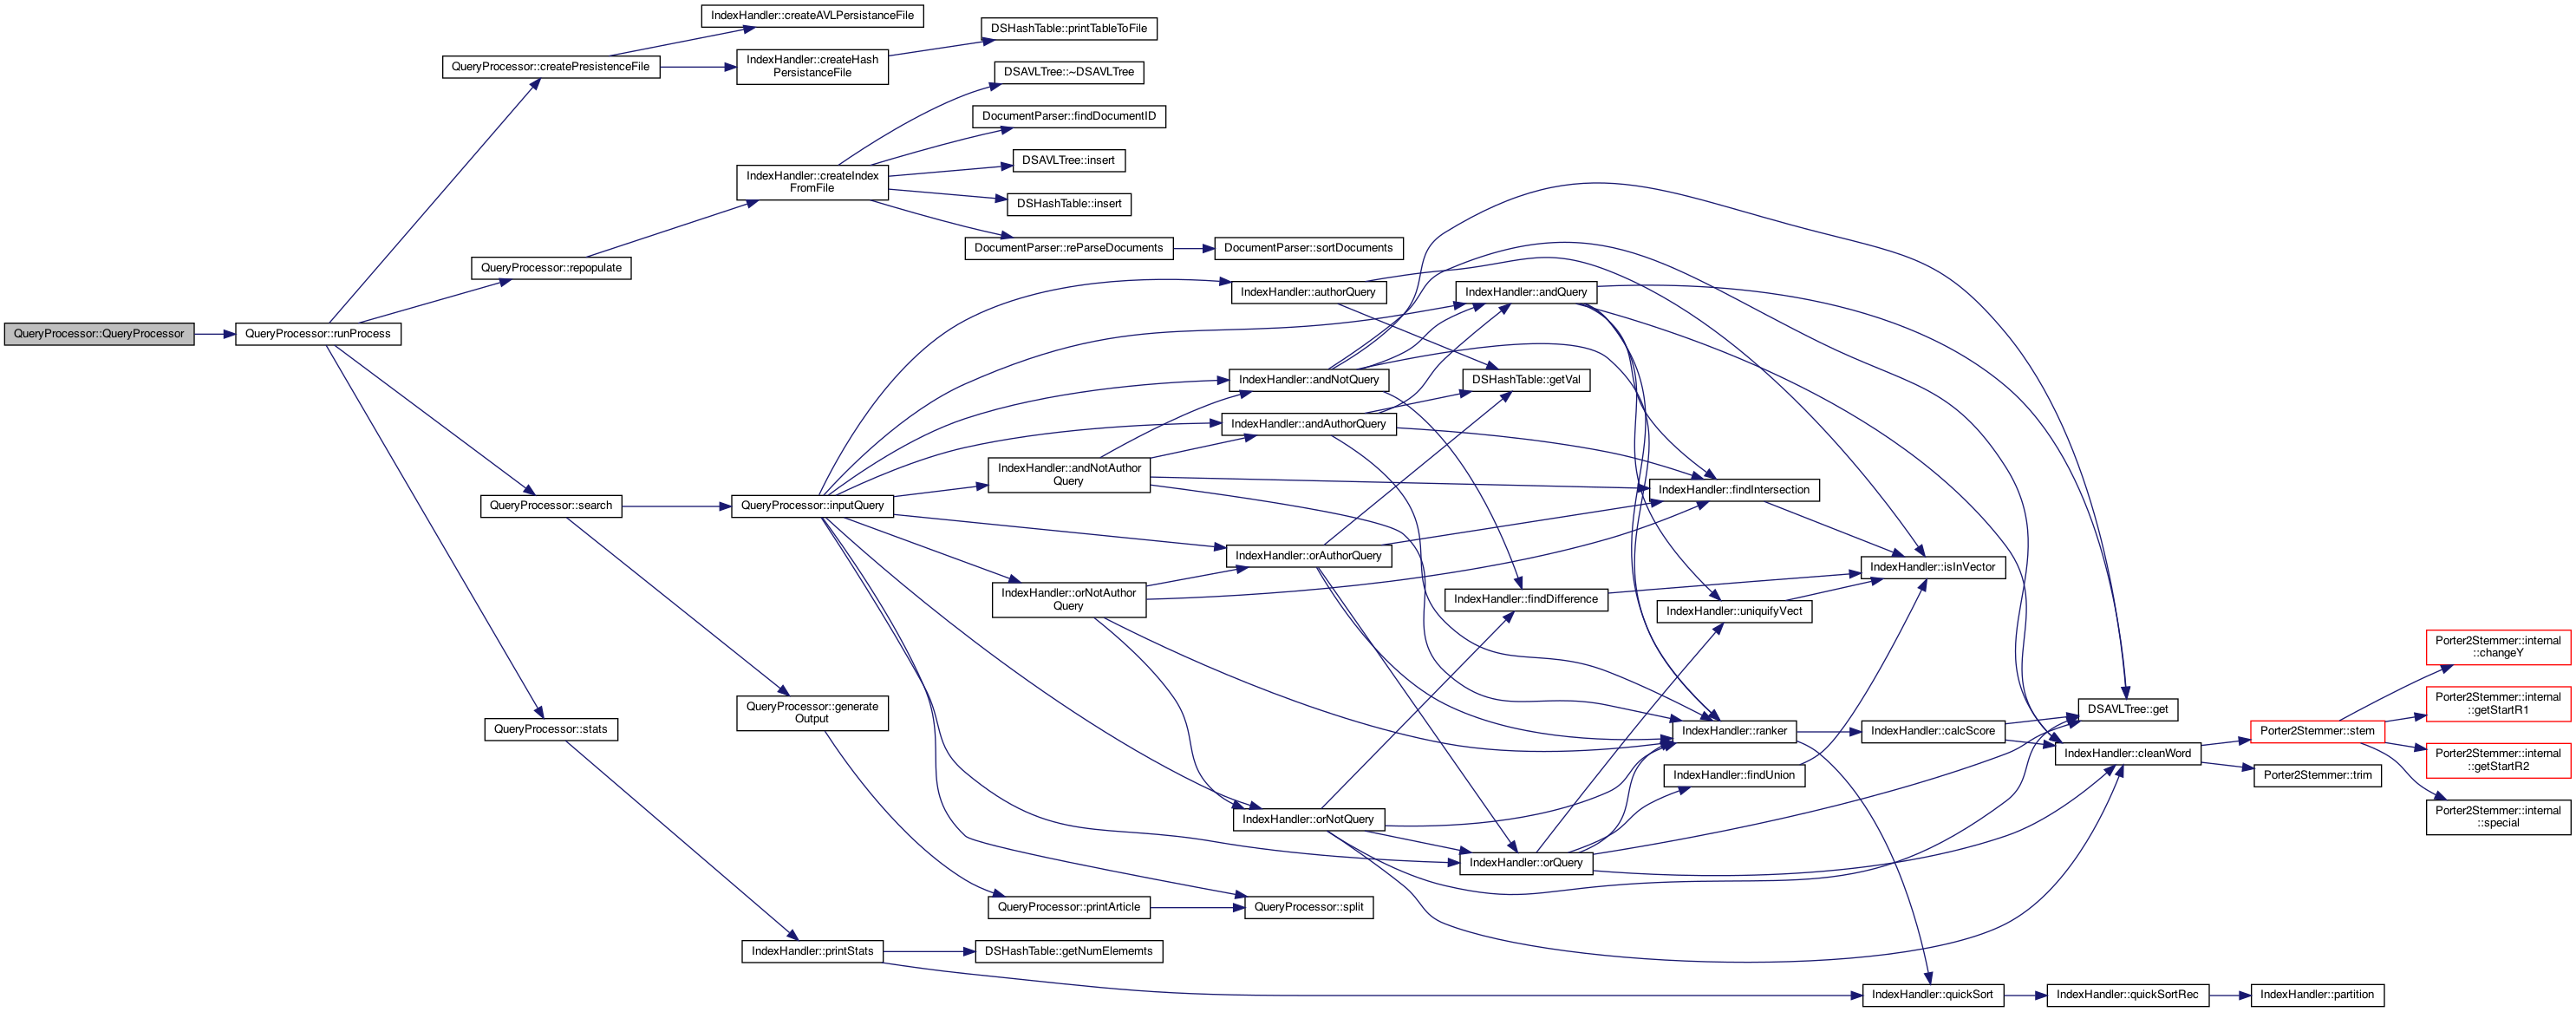 IndexHandler::createAVLPersistanceFile
DSHashTable::printTableToFile
QueryProcessor::createPresistenceFile
IndexHandler::createHash
PersistanceFile
DSAVLTree::~DSAVLTree
DocumentParser::findDocumentID
DSAVLTree::insert
IndexHandler::createIndex
FromFile
DSHashTable::insert
DocumentParser::reParseDocuments
DocumentParser::sortDocuments
QueryProcessor::repopulate
IndexHandler::authorQuery
IndexHandler::andQuery
QueryProcessor::QueryProcessor
QueryProcessor::runProcess
IndexHandler::andNotQuery
DSHashTable::getVal
IndexHandler::andAuthorQuery
IndexHandler::andNotAuthor
Query
IndexHandler::findIntersection
QueryProcessor::search
QueryProcessor::inputQuery
IndexHandler::orAuthorQuery
IndexHandler::isInVector
IndexHandler::orNotAuthor
Query
IndexHandler::findDifference
IndexHandler::uniquifyVect
Porter2Stemmer::internal
::changeY
Porter2Stemmer::internal
::getStartR1
QueryProcessor::generate
Output
DSAVLTree::get
QueryProcessor::stats
IndexHandler::ranker
IndexHandler::calcScore
Porter2Stemmer::stem
IndexHandler::cleanWord
Porter2Stemmer::internal
::getStartR2
IndexHandler::findUnion
Porter2Stemmer::trim
Porter2Stemmer::internal
::special
IndexHandler::orNotQuery
IndexHandler::orQuery
QueryProcessor::printArticle
QueryProcessor::split
IndexHandler::printStats
DSHashTable::getNumElememts
IndexHandler::quickSort
IndexHandler::quickSortRec
IndexHandler::partition